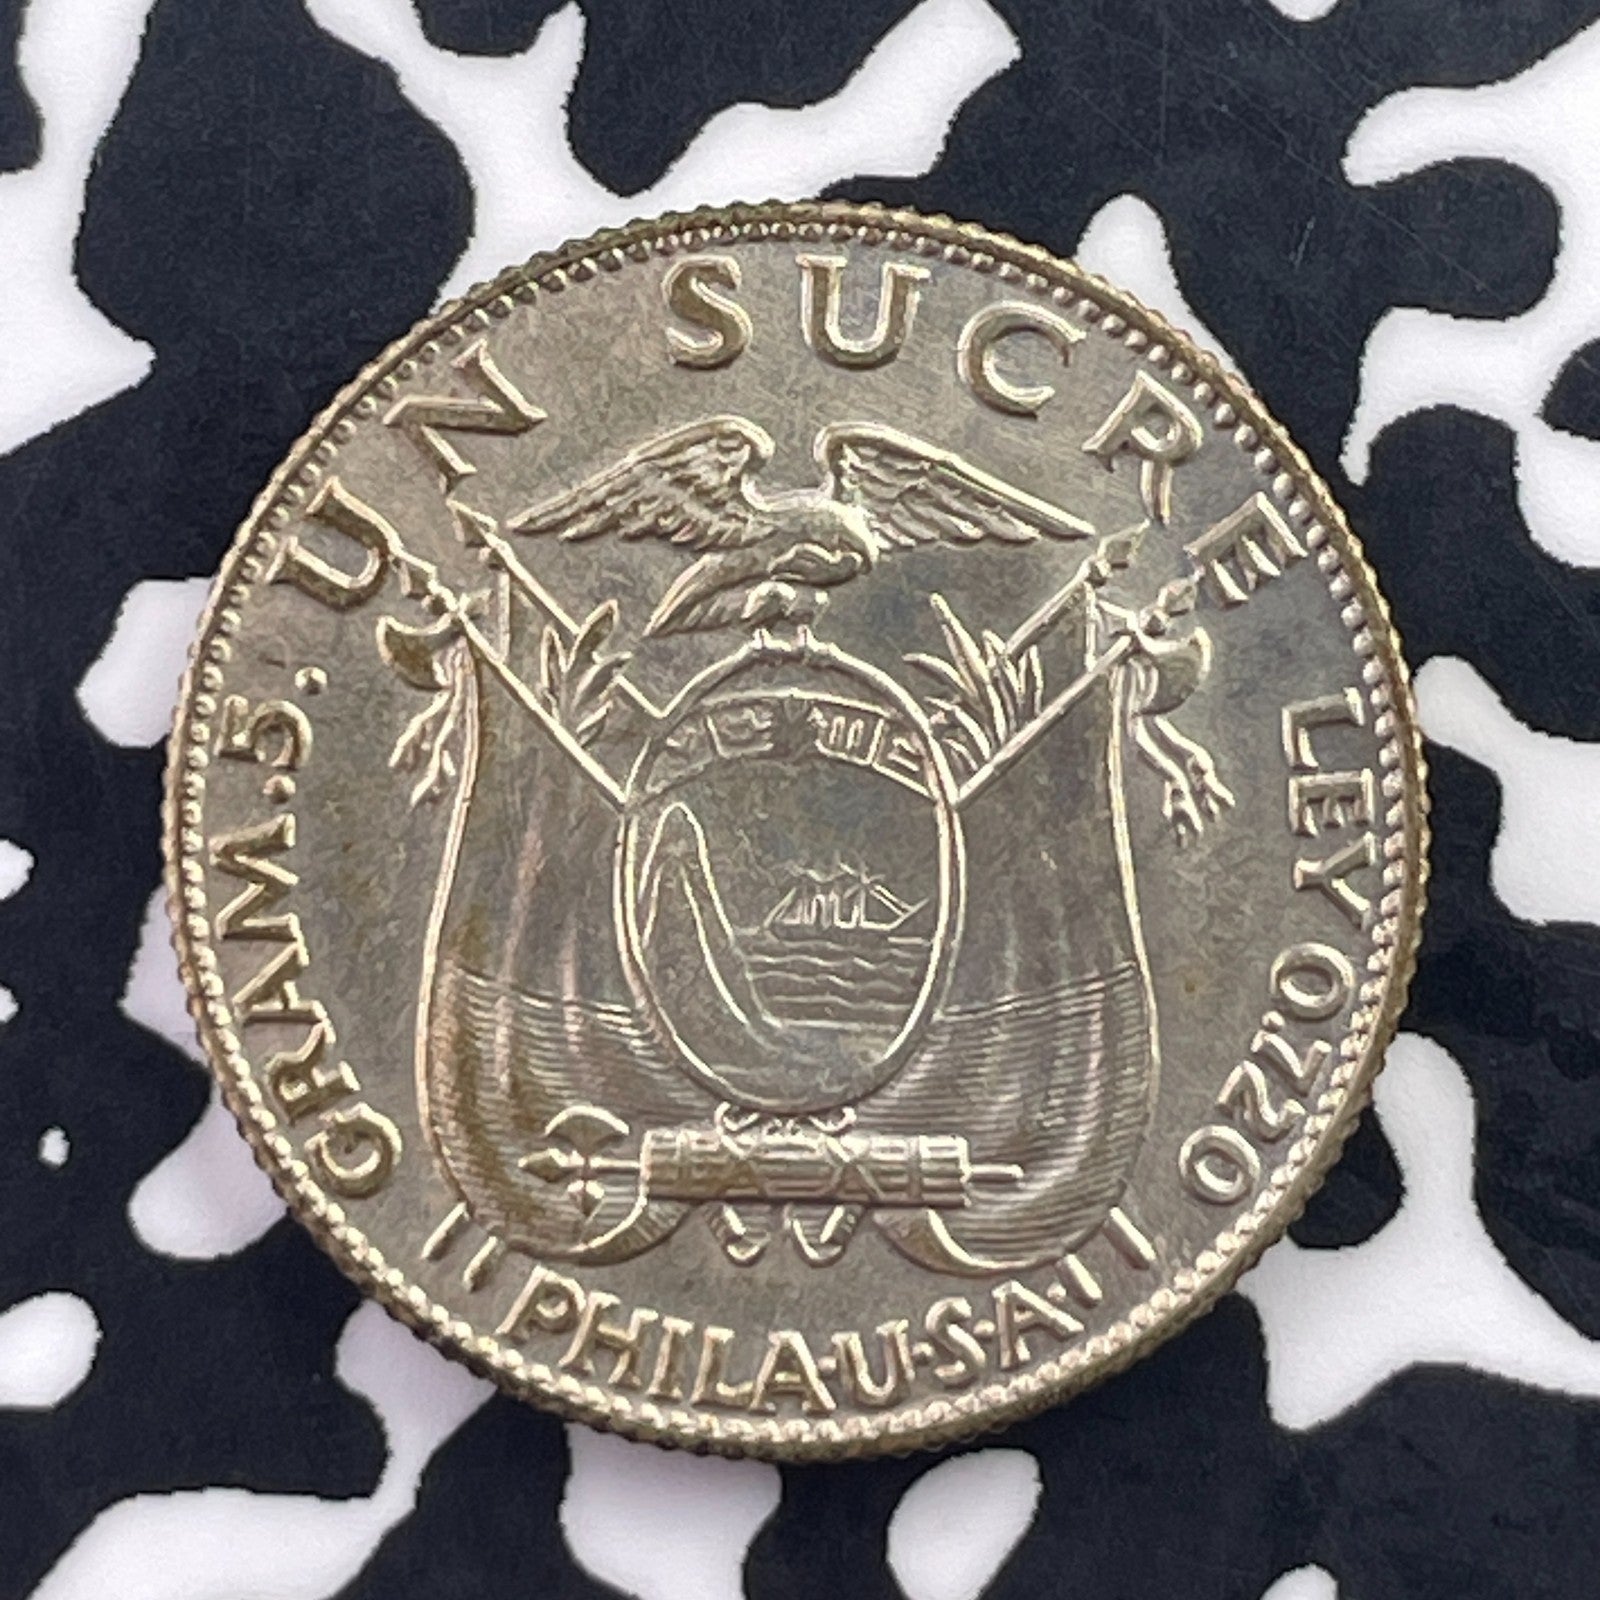 UN SUCRE
LEY 0.720
GRAM.5.
PHILA·U·S·A·